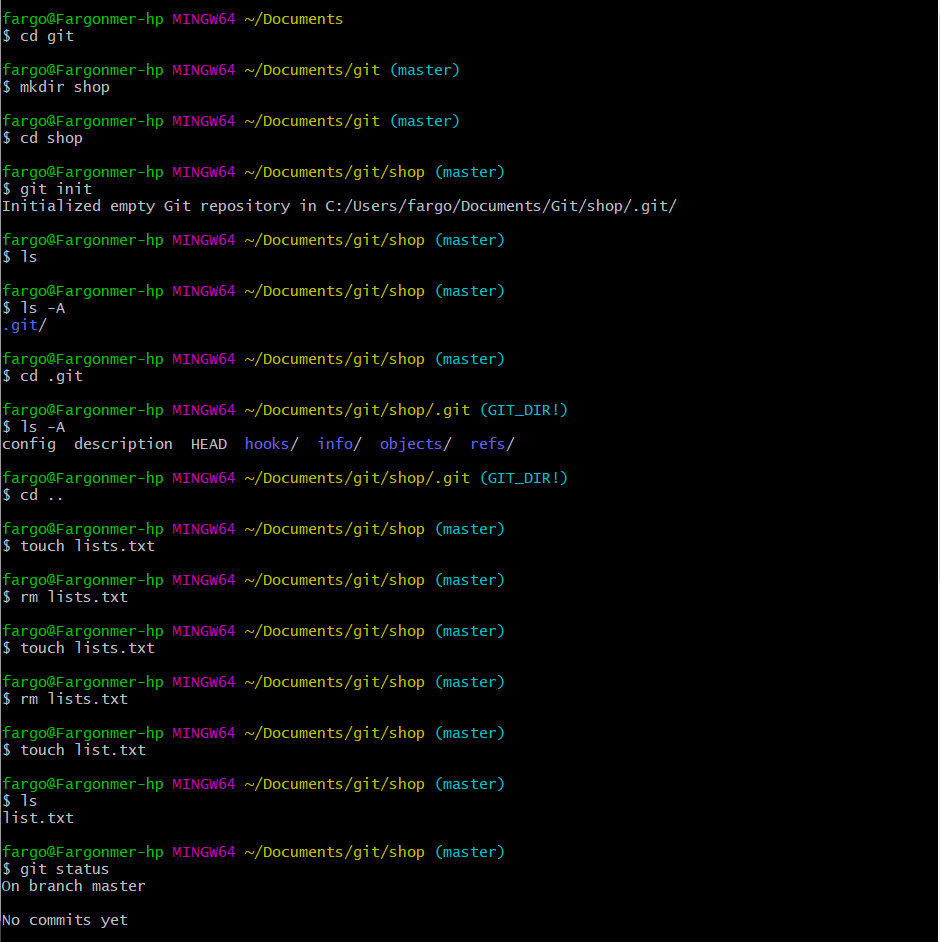 fargo@Fargonmer-hp MINGW64 ~/Documents
$ cd git
fargo@Fargonmer-hp MINGW64 ~/Documents/git (master)
$ mkdir shop
fargo@Fargonmer-hp MINGW64 ~/Documents/git (master)
$ cd shop
fargo@Fargonmer-hp MINGW64 ~/Documents/git/shop (master)
$ git init
Initialized empty Git repository in C:/Users/fargo/Documents/Git/shop/.git/
fargo@Fargonmer-hp MINGW64 ~/Documents/git/shop (master)
$ ls
fargo@Fargonmer-hp MINGW64 ~/Documents/git/shop (master)
$ ls -A
.git/
fargo@Fargonmer-hp MINGW64 ~/Documents/git/shop (master)
$ cd .git
fargo@Fargonmer-hp MINGW64 ~/Documents/git/shop/.git (GIT_DIR!)
$ ls -A
config  description  HEAD  hooks/  info/  objects/  refs/
fargo@Fargonmer-hp MINGW64 ~/Documents/git/shop/.git (GIT_DIR!)
$ cd ..
fargo@Fargonmer-hp MINGW64 ~/Documents/git/shop (master)
$ touch lists.txt
fargo@Fargonmer-hp MINGW64 ~/Documents/git/shop (master)
$ rm lists.txt
fargo@Fargonmer-hp MINGW64 ~/Documents/git/shop (master)
$ touch lists.txt
fargo@Fargonmer-hp MINGW64 ~/Documents/git/shop (master)
$ rm lists.txt
fargo@Fargonmer-hp MINGW64 ~/Documents/git/shop (master)
$ touch list.txt
fargo@Fargonmer-hp MINGW64 ~/Documents/git/shop (master)
$ ls
list.txt
fargo@Fargonmer-hp MINGW64 ~/Documents/git/shop (master)
$ git status
On branch master
No commits yet